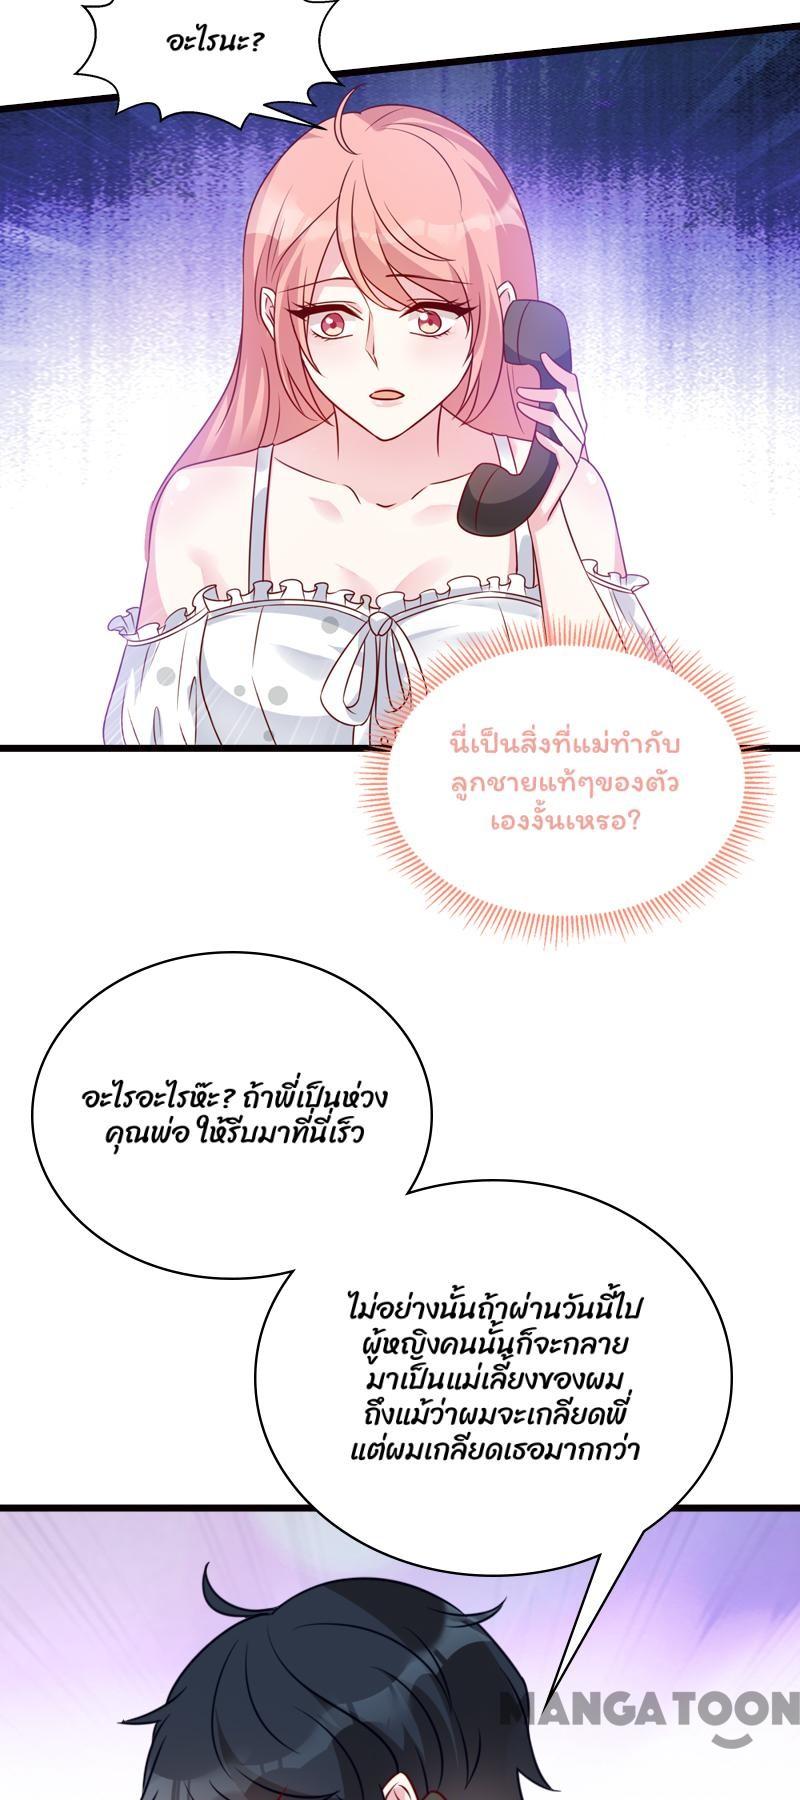 อะไรนะ?
นี่เป็นสิ่งที่แม่ทำกับ
ลูกชายแท้ๆของตัว
เองงั้นเหรอ?
อะไรอะไรห๊ะ? ถ้าพี่เป็นห่วง
คุณพ่อ ให้รีบมาที่นี่เร็ว
ไม่อย่างนั้นถ้าผ่านวันนี้ไป
ผู้หญิงคนนั้นก็จะกลาย
มาเป็นแม่เลี้ยงของผม
ถึงแม้ว่าผมจะเกลียดพี่
แต่ผมเกลียดเธอมากกว่า
MANGATOON